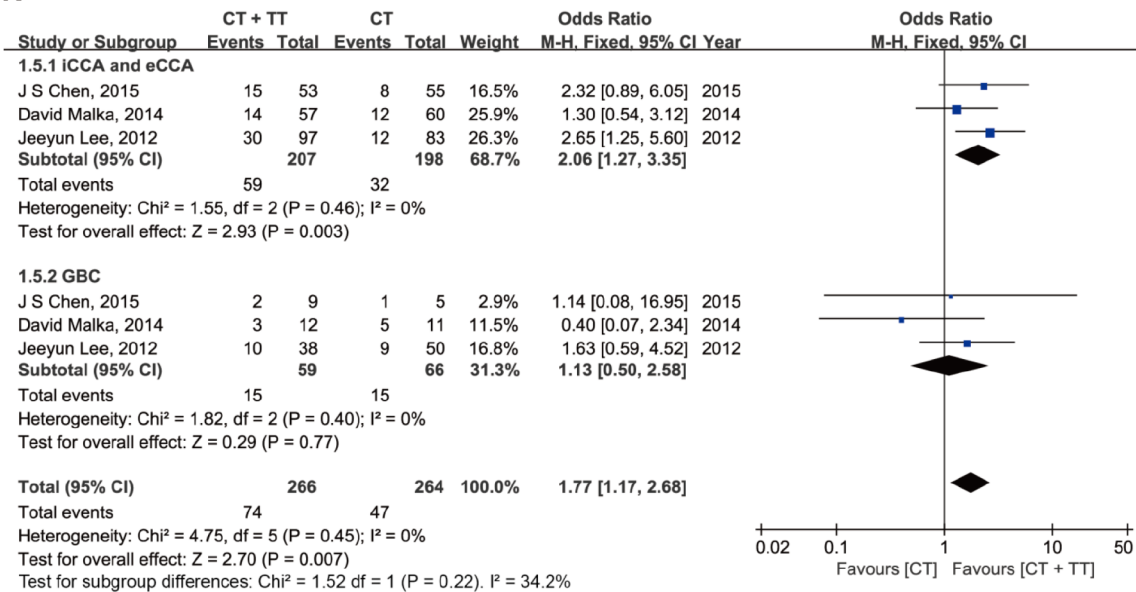 CT + TT CT Odds Ratio Odds Ratio
Study or Subgroup Events Total Events Total Weight M-H, Fixed, 95% CI Year M-H, Fixed, 95% CI
1.5.1 iCCA and eCCA
J S Chen, 2015 15 53 8 55 16.5% 2.32 [0.89, 6.05] 2015
David Malka, 2014 14 57 12 60 25.9% 1.30 [0.54, 3.12] 2014
Jeeyun Lee, 2012 30 97 12 83 26.3% 2.65 [1.25, 5.60] 2012
Subtotal (95% CI) 207 198 68.7% 2.06 [1.27, 3.35]
Total events 59 32
Heterogeneity: Chi² = 1.55, df = 2 (P = 0.46); I² = 0%
Test for overall effect: Z = 2.93 (P = 0.003)
1.5.2 GBC
J S Chen, 2015 2 9 1 5 2.9% 1.14 [0.08, 16.95] 2015
David Malka, 2014 3 12 5 11 11.5% 0.40 [0.07, 2.34] 2014
Jeeyun Lee, 2012 10 38 9 50 16.8% 1.63 [0.59, 4.52] 2012
Subtotal (95% CI) 59 66 31.3% 1.13 [0.50, 2.58]
Total events 15 15
Heterogeneity: Chi² = 1.82, df = 2 (P = 0.40); I² = 0%
Test for overall effect: Z = 0.29 (P = 0.77)
Total (95% CI) 266 264 100.0% 1.77 [1.17, 2.68]
Total events 74 47
Heterogeneity: Chi² = 4.75, df = 5 (P = 0.45); I² = 0%
Test for overall effect: Z = 2.70 (P = 0.007)
Test for subgroup differences: Chi² = 1.52 df = 1 (P = 0.22). I² = 34.2%
0.02 0.1 1 10 50
Favours [CT] Favours [CT + TT]